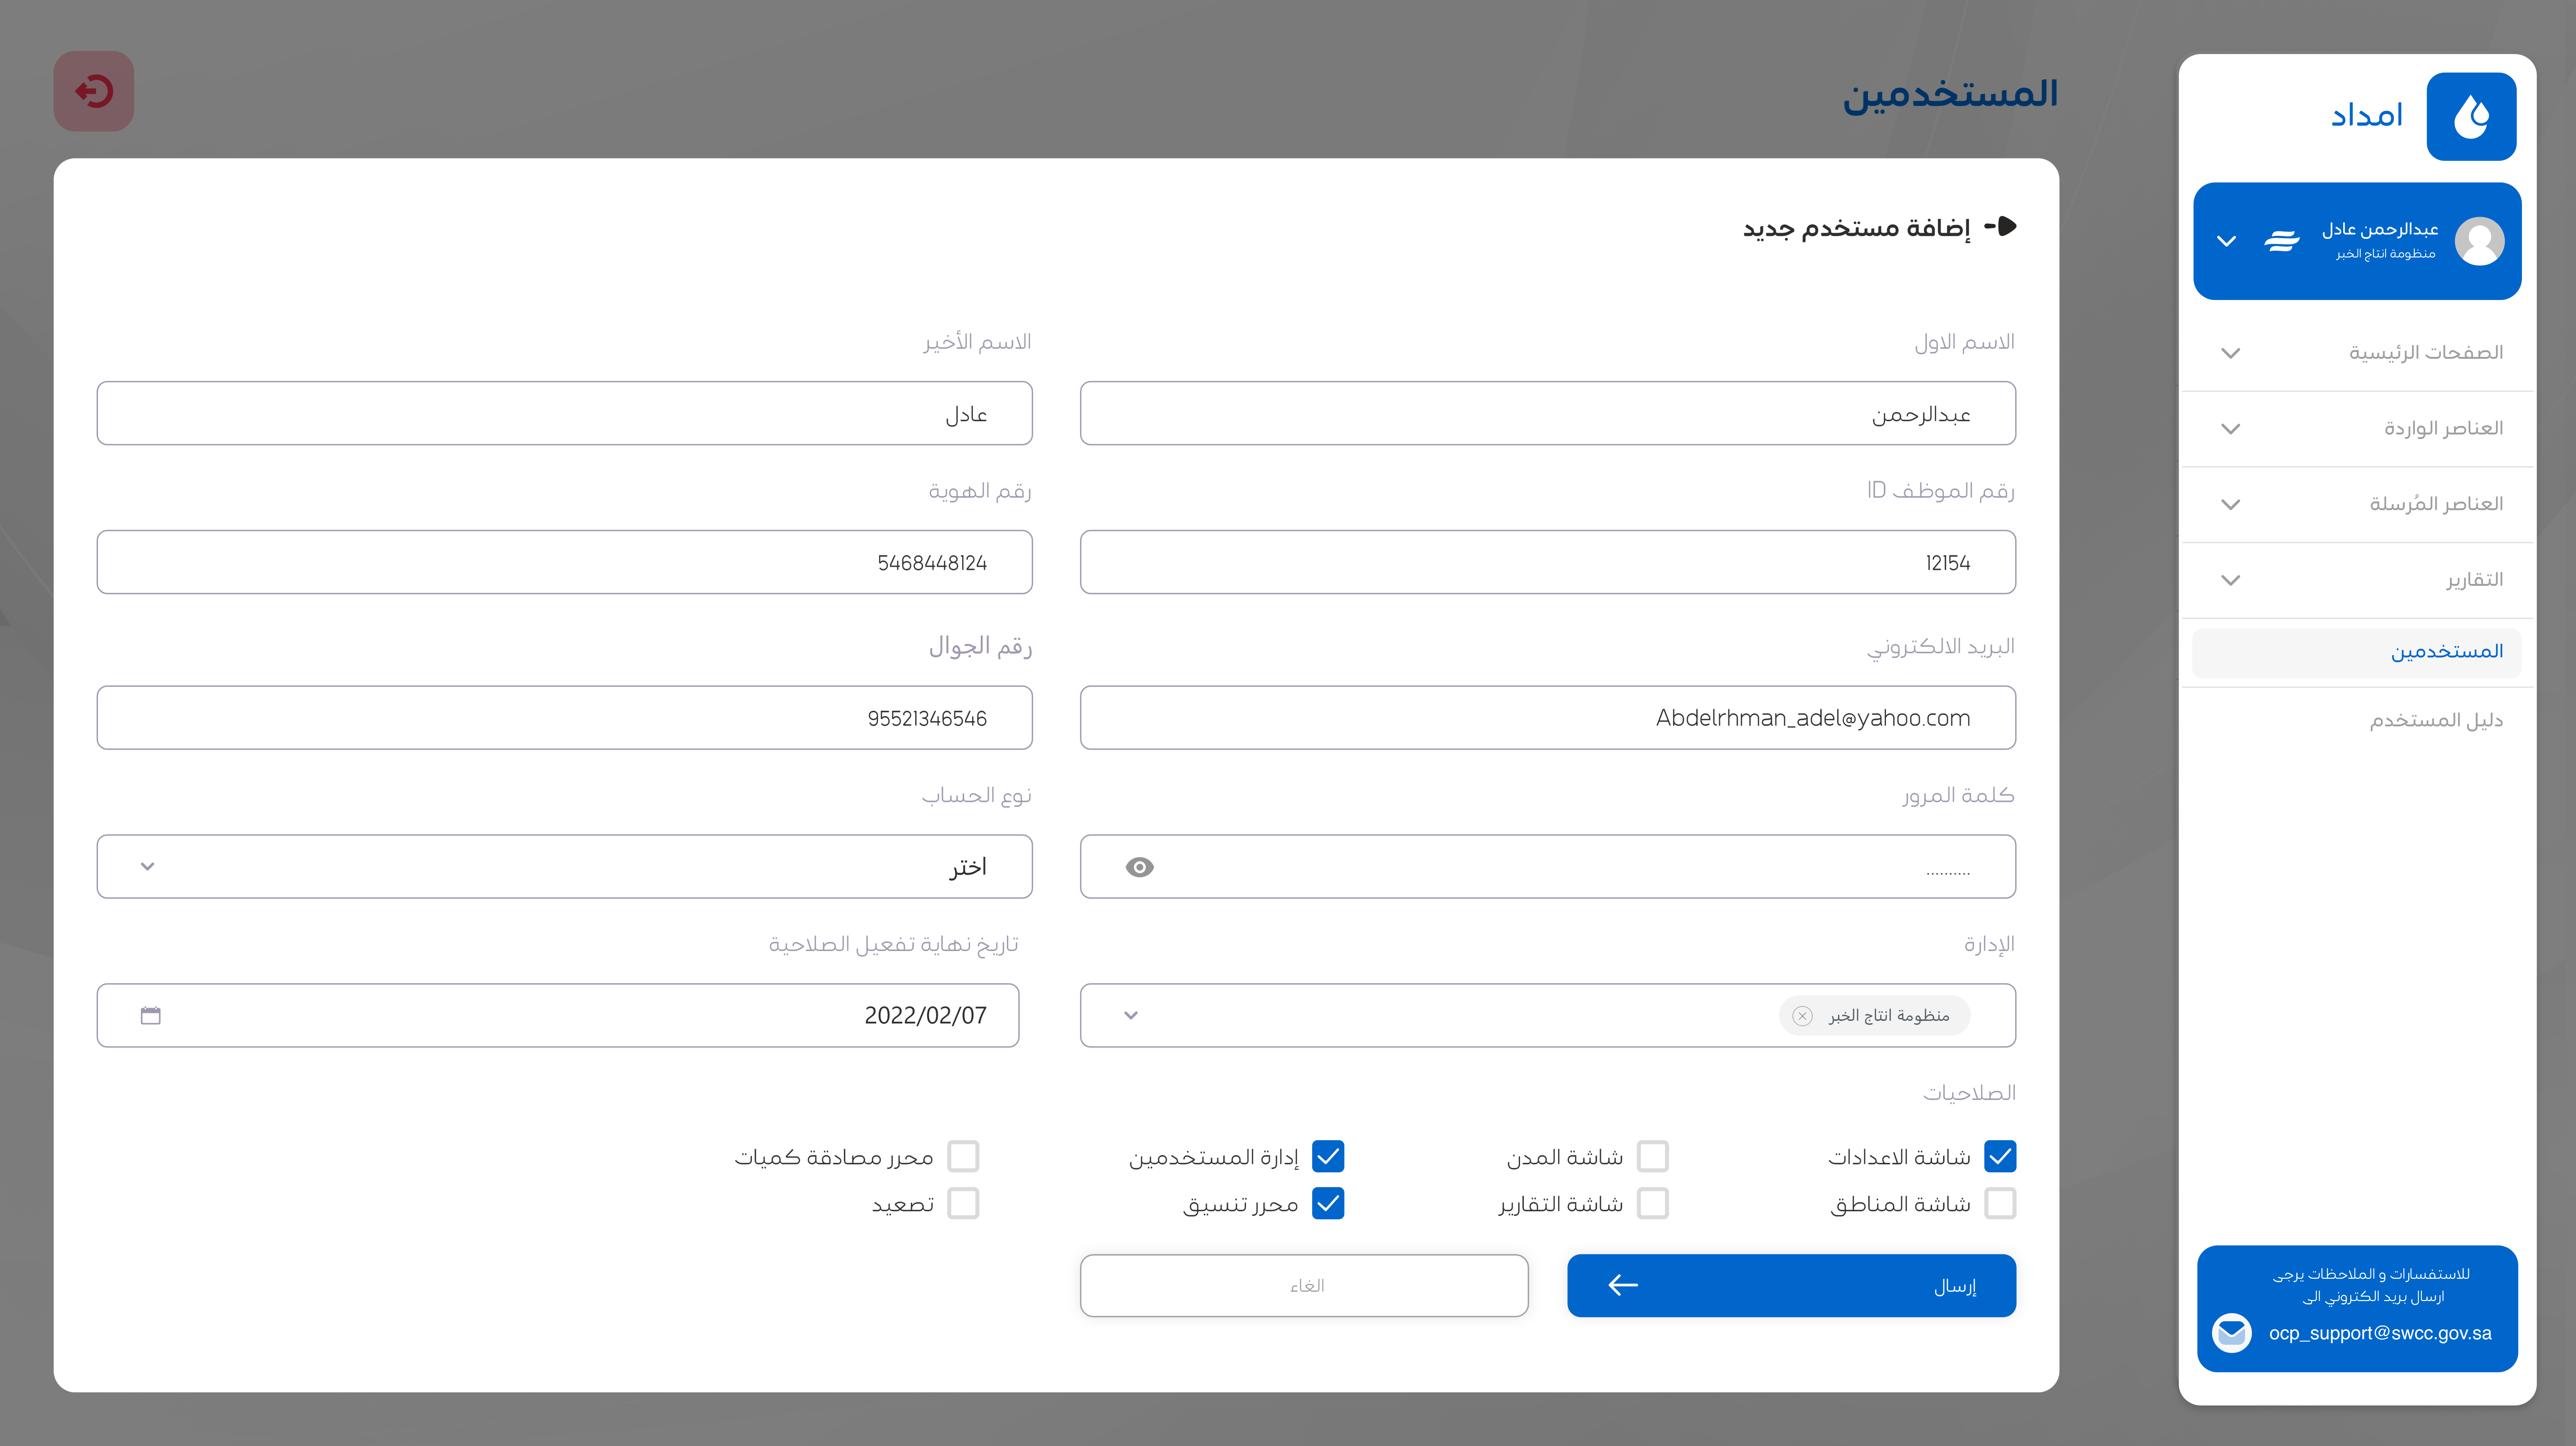 امداد
عبدالرحمن عادل
منظومة انتاج الخبر
الصفحات الرئيسية
العناصر الواردة
العناصر المُرسلة
التقارير
المستخدمين
دليل المستخدم
للاستفسارات و الملاحظات يرجى
ارسال بريد الكتروني الى
ocp_support@swcc.gov.sa
المستخدمين
إضافة مستخدم جديد
الاسم الاول
الاسم الأخير
عبدالرحمن
عادل
رقم الموظف ID
رقم الهوية
12154
5468448124
البريد الالكتروني
رقم الجوال
Abdelrhman_adel@yahoo.com
95521346546
كلمة المرور
نوع الحساب
..........
اختر
الإدارة
تاريخ نهاية تفعيل الصلاحية
منظومة انتاج الخبر
2022/02/07
الصلاحيات
شاشة الاعدادات
شاشة المدن
إدارة المستخدمين
محرر مصادقة كميات
شاشة المناطق
شاشة التقارير
محرر تنسيق
تصعيد
إرسال
الغاء